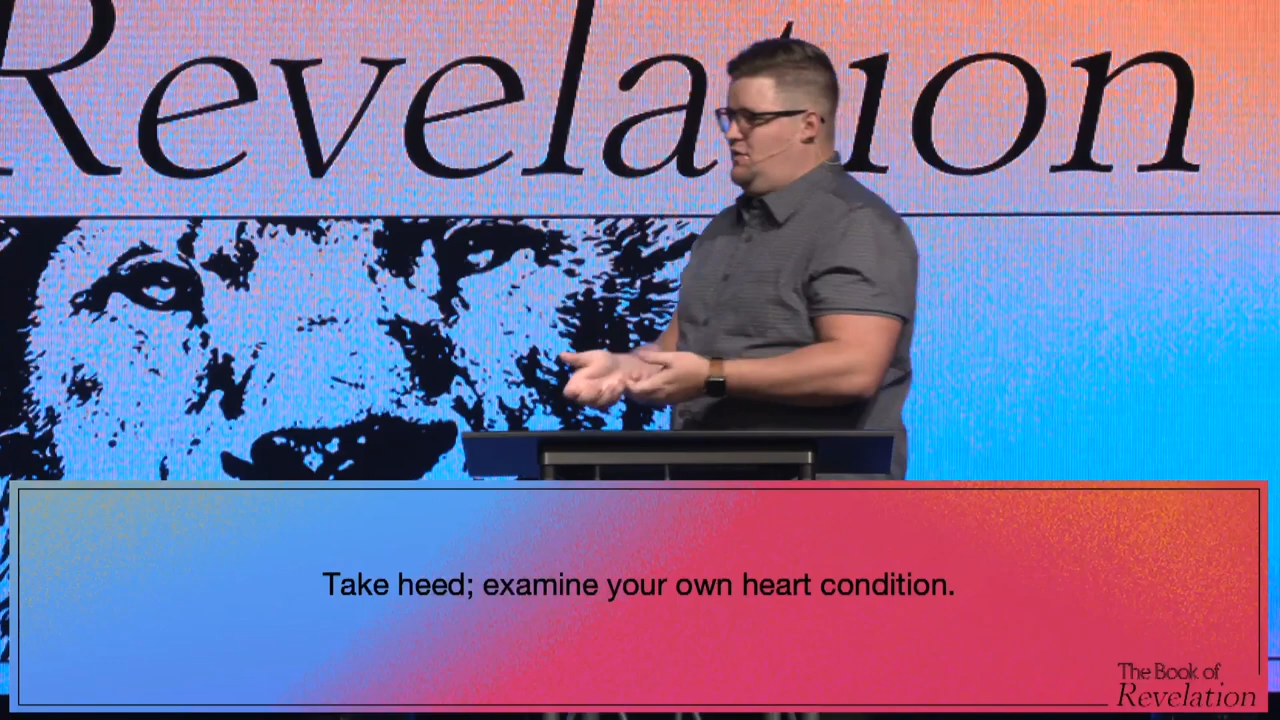 Revelation
Take heed; examine your own heart condition.
The Book of
Revelation